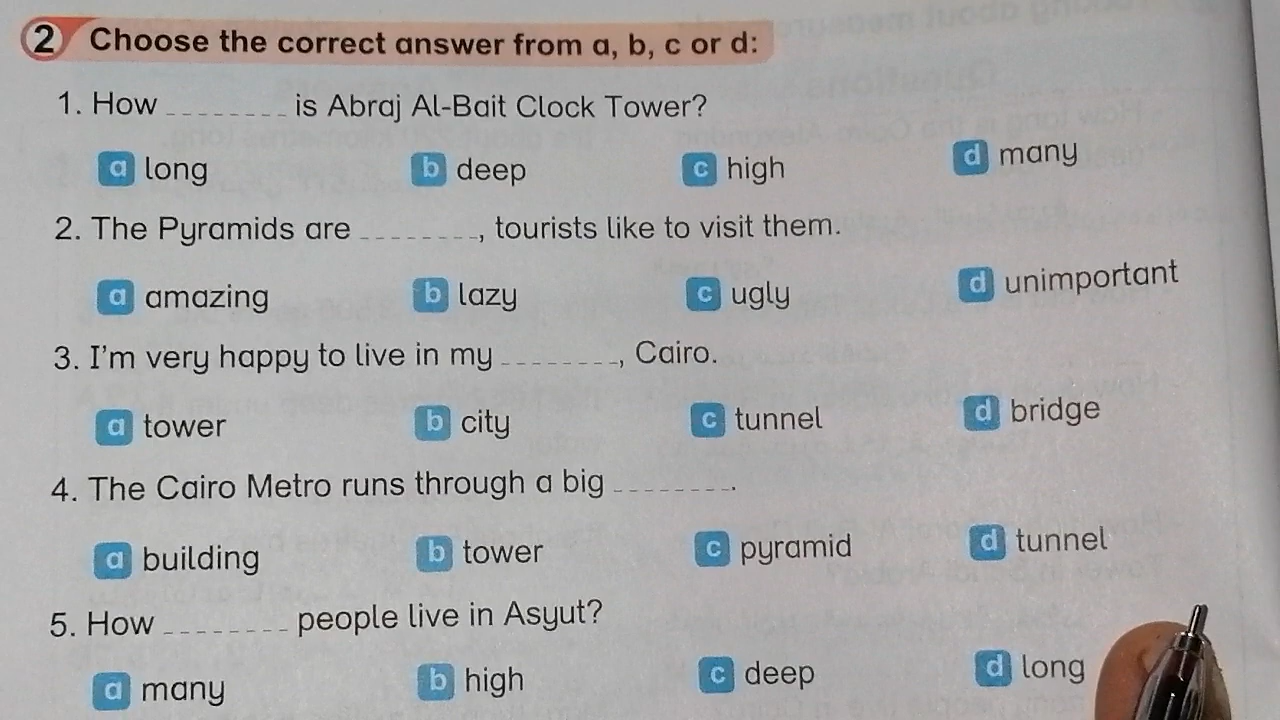 2 Choose the correct answer from a, b, c or d:
1. How ________ is Abraj Al-Bait Clock Tower?
a long b deep c high d many
2. The Pyramids are ________, tourists like to visit them.
a amazing b lazy c ugly d unimportant
3. I'm very happy to live in my ________, Cairo.
a tower b city c tunnel d bridge
4. The Cairo Metro runs through a big ________.
a building b tower c pyramid d tunnel
5. How ________ people live in Asyut?
a many b high c deep d long